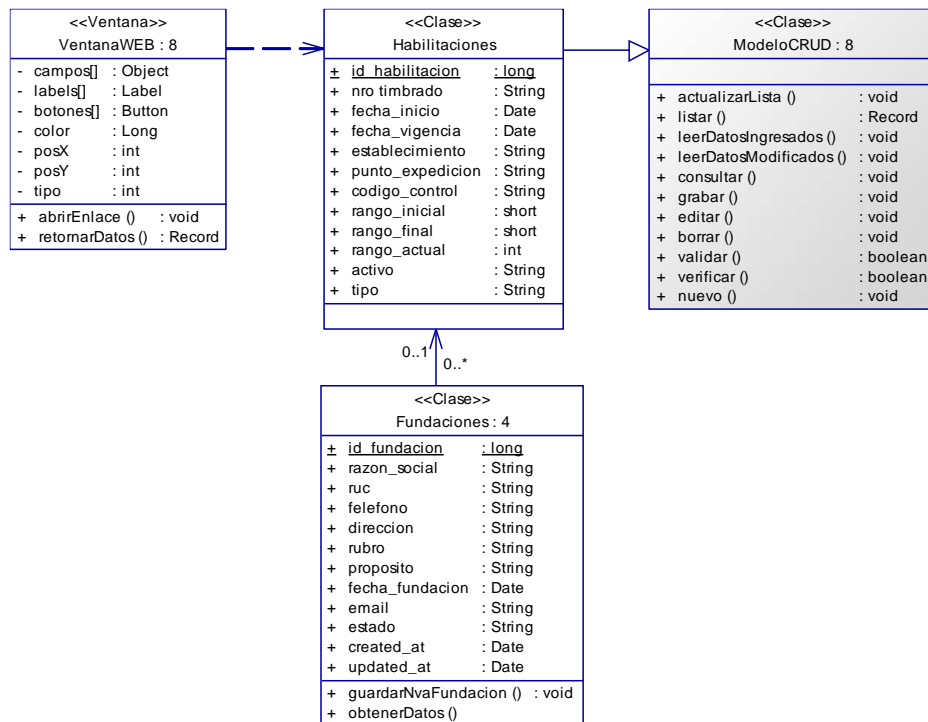 <<Ventana>>
VentanaWEB : 8
- campos[] : Object
- labels[] : Label
- botones[] : Button
- color : Long
- posX : int
- posY : int
- tipo : int
+ abrirEnlace () : void
+ retornarDatos () : Record
<<Clase>>
Habilitaciones
+ id_habilitacion : long
+ nro timbrado : String
+ fecha_inicio : Date
+ fecha_vigencia : Date
+ establecimiento : String
+ punto_expedicion : String
+ codigo_control : String
+ rango_inicial : short
+ rango_final : short
+ rango_actual : int
+ activo : String
+ tipo : String
<<Clase>>
ModeloCRUD : 8
+ actualizarLista () : void
+ listar () : Record
+ leerDatosIngresados () : void
+ leerDatosModificados () : void
+ consultar () : void
+ grabar () : void
+ editar () : void
+ borrar () : void
+ validar () : boolean
+ verificar () : boolean
+ nuevo () : void
0..1
0..*
<<Clase>>
Fundaciones : 4
+ id_fundacion : long
+ razon_social : String
+ ruc : String
+ felefono : String
+ direccion : String
+ rubro : String
+ proposito : String
+ fecha_fundacion : Date
+ email : String
+ estado : String
+ created_at : Date
+ updated_at : Date
+ guardarNvaFundacion () : void
+ obtenerDatos ()